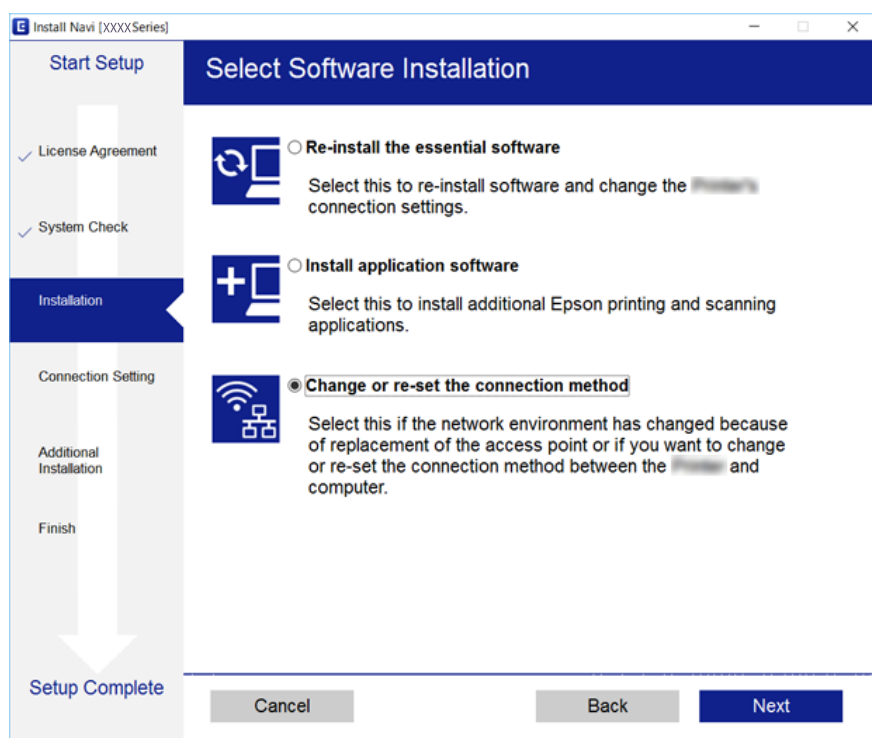 Install Navi [XXXX Series]
Start Setup
License Agreement
System Check
Installation
Connection Setting
Additional
Installation
Finish
Setup Complete
Select Software Installation
Re-install the essential software
Select this to re-install software and change the
connection settings.
Install application software
Select this to install additional Epson printing and scanning
applications.
Change or re-set the connection method
Select this if the network environment has changed because
of replacement of the access point or if you want to change
or re-set the connection method between the and
computer.
Cancel
Back
Next